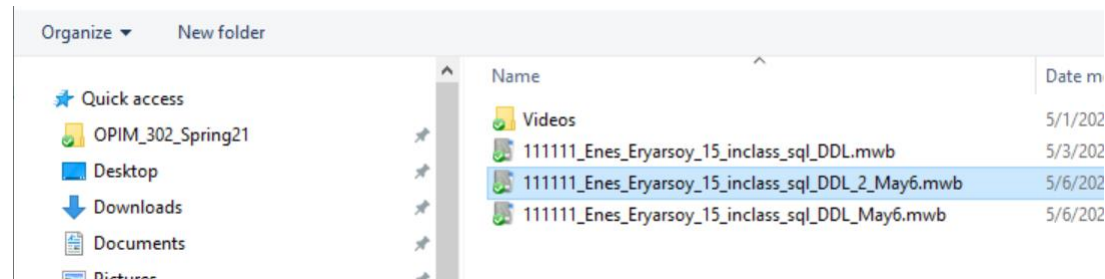 Organize New folder
Quick access
OPIM_302_Spring21
Desktop
Downloads
Documents
Pictures
Name Date m
Videos 5/1/202
111111_Enes_Eryarsoy_15_inclass_sql_DDL.mwb 5/3/202
111111_Enes_Eryarsoy_15_inclass_sql_DDL_2_May6.mwb 5/6/202
111111_Enes_Eryarsoy_15_inclass_sql_DDL_May6.mwb 5/6/202